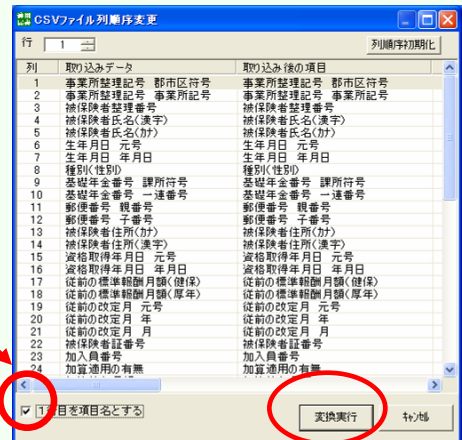 CSVファイル列順序変更
行 1 列順序初期化
列 取り込みデータ 取り込み後の項目
1 事業所整理記号 郡市区符号 事業所整理記号 郡市区符号
2 事業所整理記号 事業所記号 事業所整理記号 事業所記号
3 被保険者整理番号 被保険者整理番号
4 被保険者氏名(漢字) 被保険者氏名(漢字)
5 被保険者氏名(カナ) 被保険者氏名(カナ)
6 生年月日 元号 生年月日 元号
7 生年月日 年月日 生年月日 年月日
8 種別(性別) 種別(性別)
9 基礎年金番号 課所符号 基礎年金番号 課所符号
10 基礎年金番号 一連番号 基礎年金番号 一連番号
11 郵便番号 親番号 郵便番号 親番号
12 郵便番号 子番号 郵便番号 子番号
13 被保険者住所(カナ) 被保険者住所(カナ)
14 被保険者住所(漢字) 被保険者住所(漢字)
15 資格取得年月日 元号 資格取得年月日 元号
16 資格取得年月日 年月日 資格取得年月日 年月日
17 従前の標準報酬月額(健保) 従前の標準報酬月額(健保)
18 従前の標準報酬月額(厚年) 従前の標準報酬月額(厚年)
19 従前の改定月 元号 従前の改定月 元号
20 従前の改定月 年 従前の改定月 年
21 従前の改定月 月 従前の改定月 月
22 被保険者証番号 被保険者証番号
23 加入員番号 加入員番号
24 加算適用の有無 加算適用の有無
1行目を項目名とする 変換実行 キャンセル